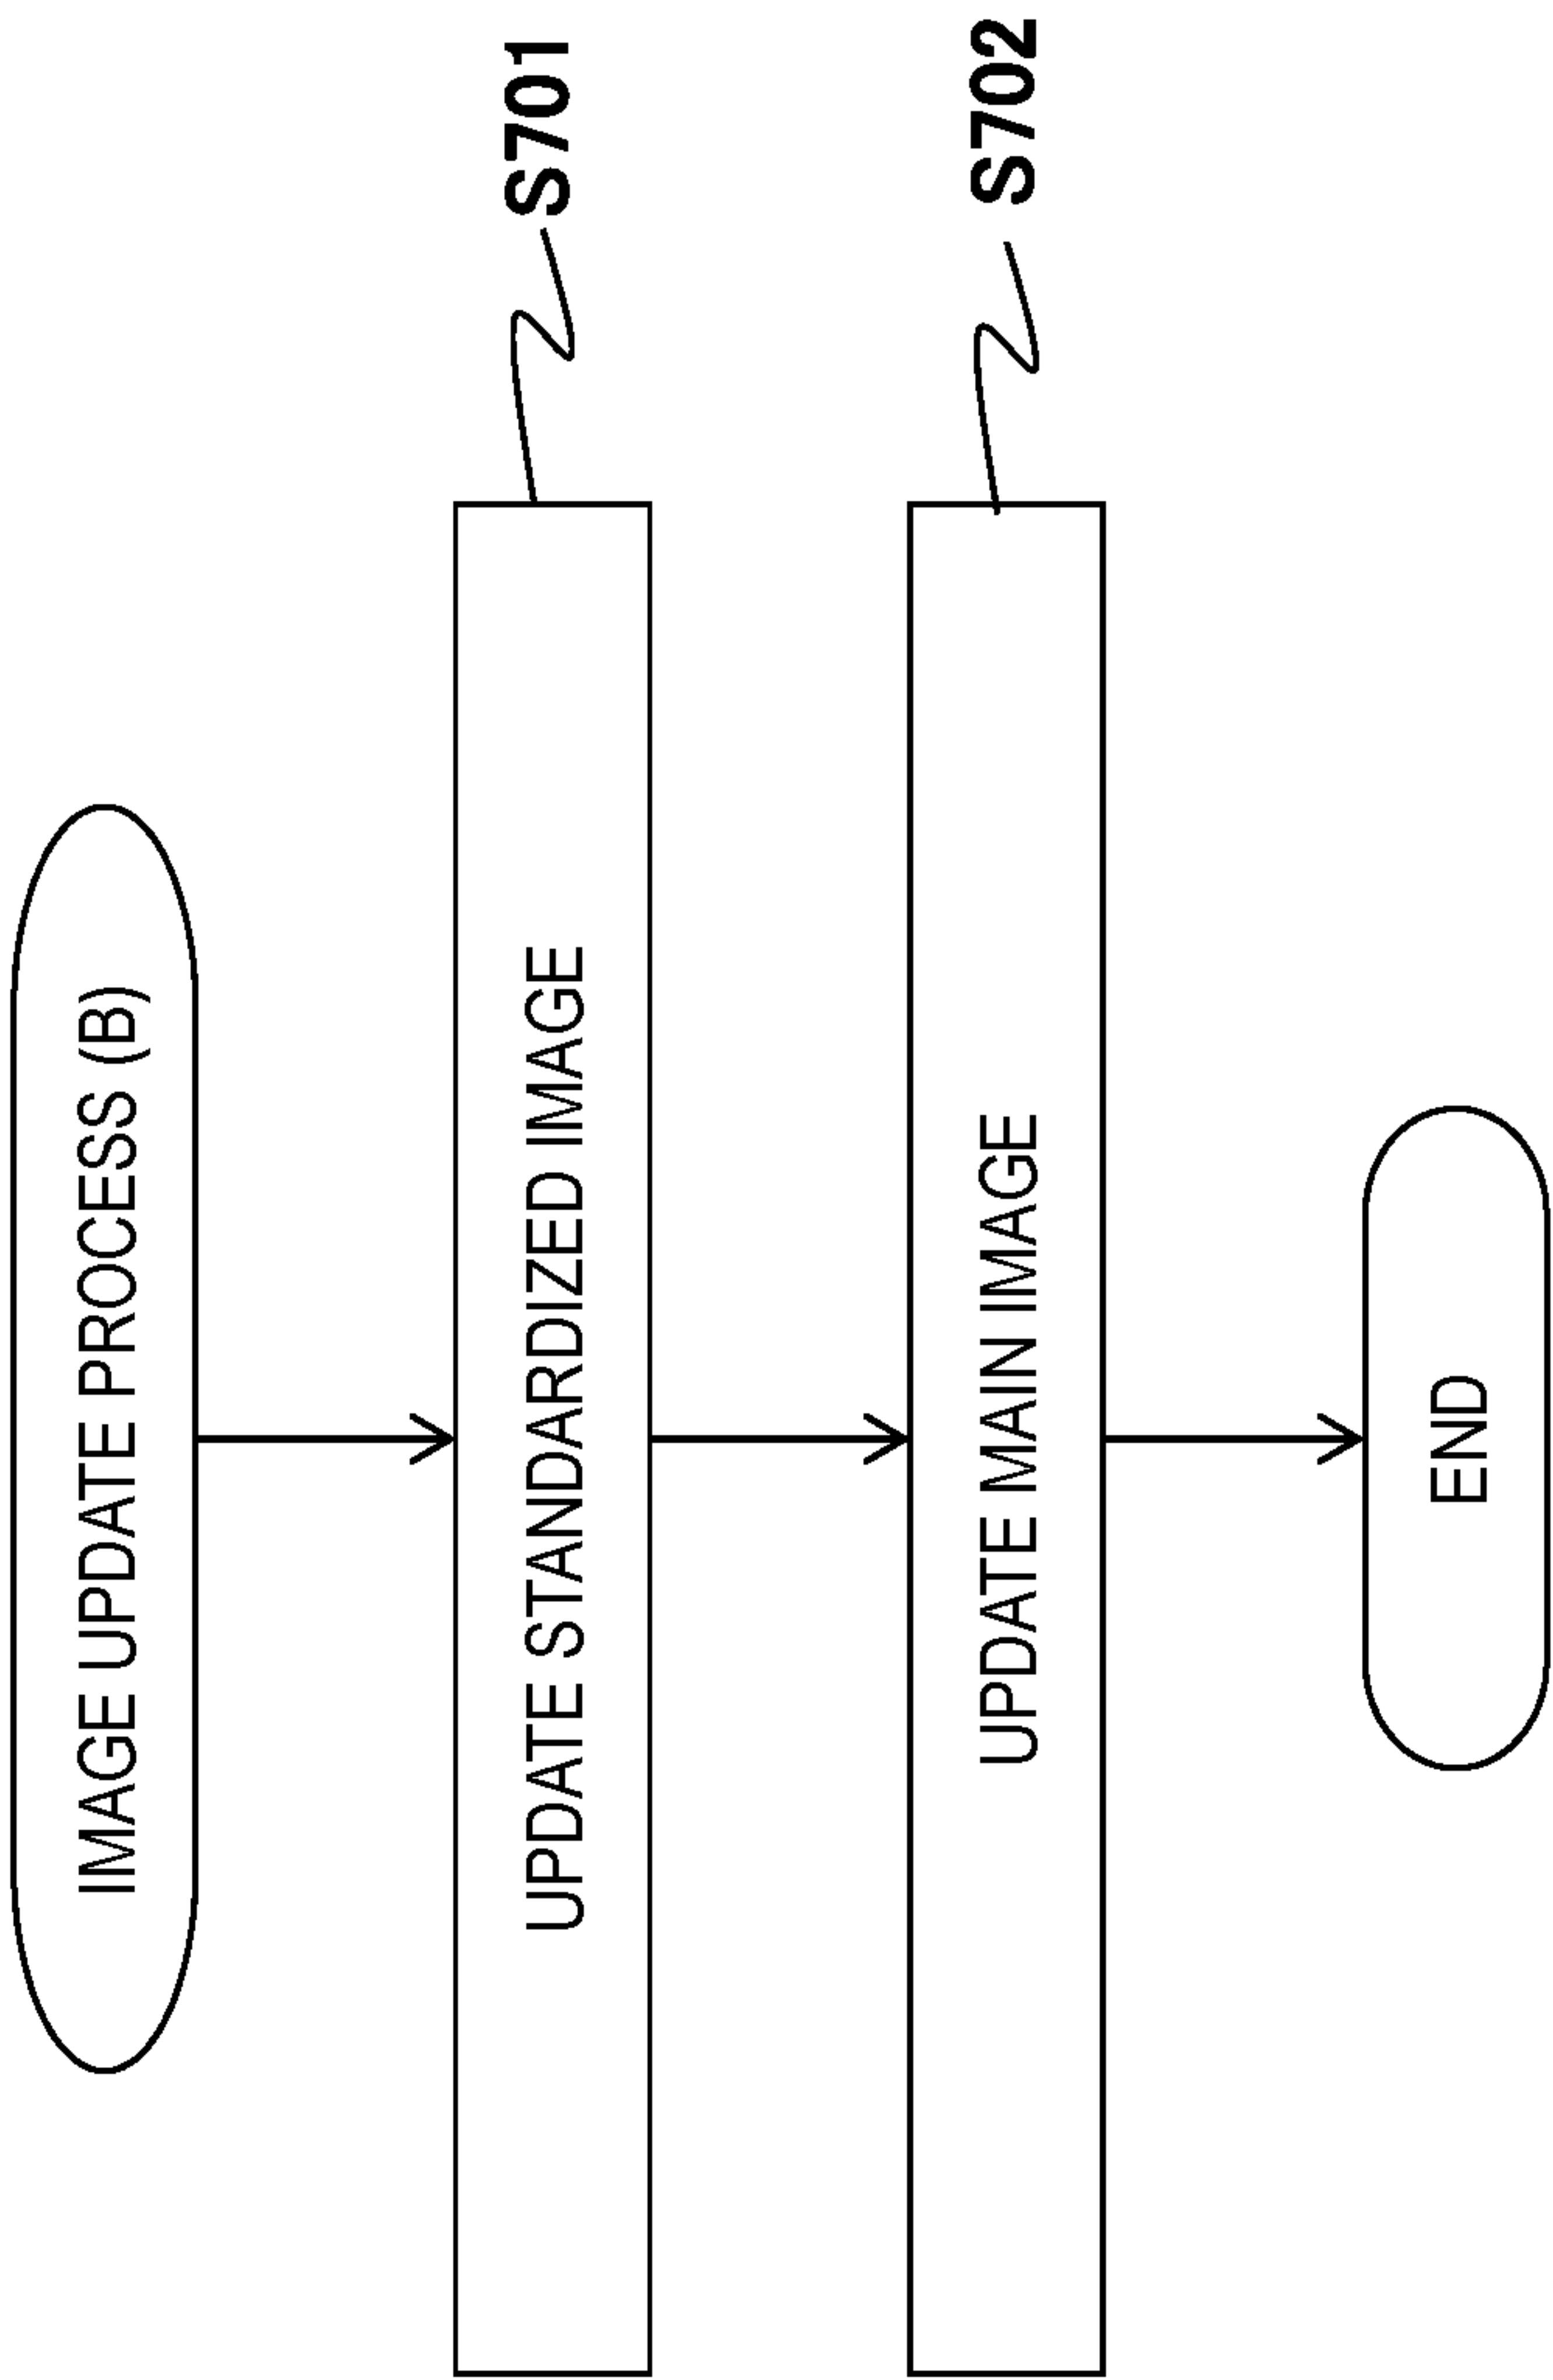 IMAGE UPDATE PROCESS (B)
UPDATE STANDARDIZED IMAGE
S701
UPDATE MAIN IMAGE
S702
END